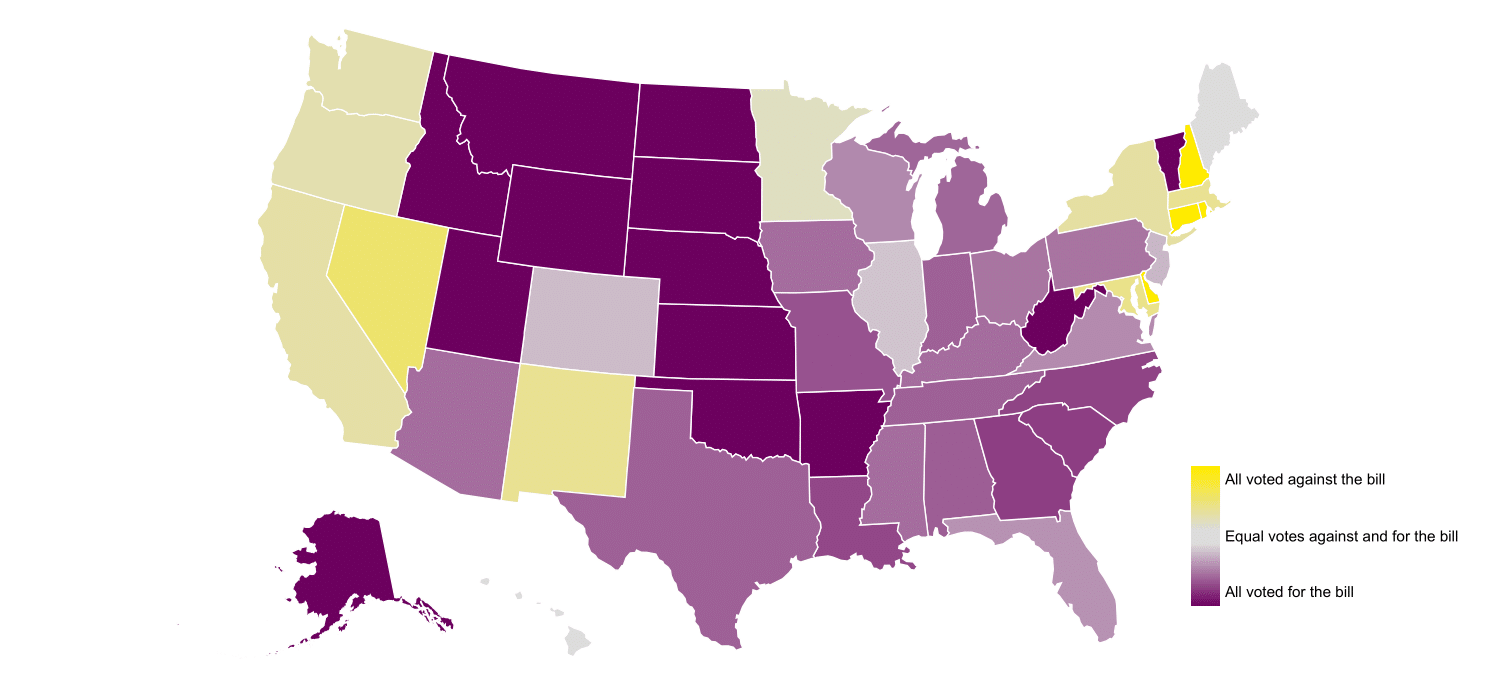 All voted against the bill
Equal votes against and for the bill
All voted for the bill